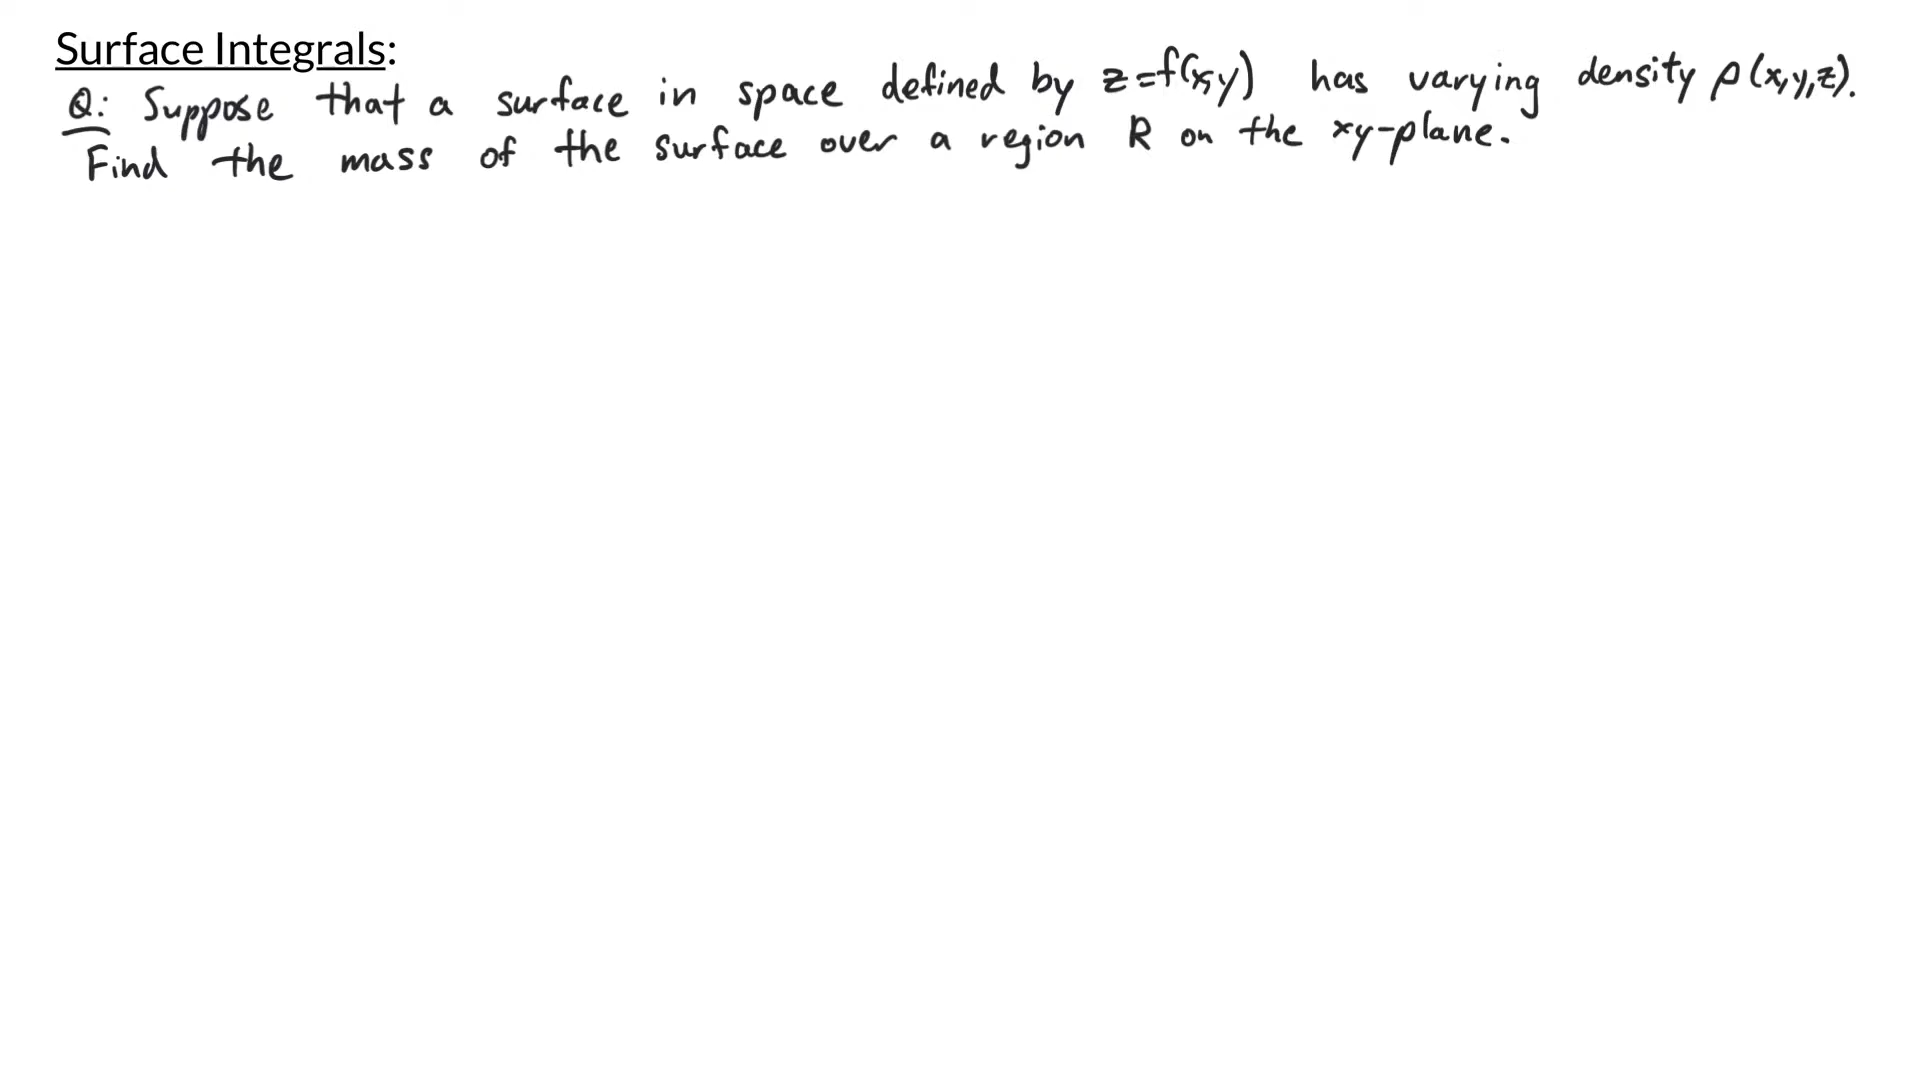 Surface Integrals:
Q: Suppose that a surface in space defined by z=f(x,y) has varying density ρ(x,y,z).
Find the mass of the surface over a region R on the xy-plane.